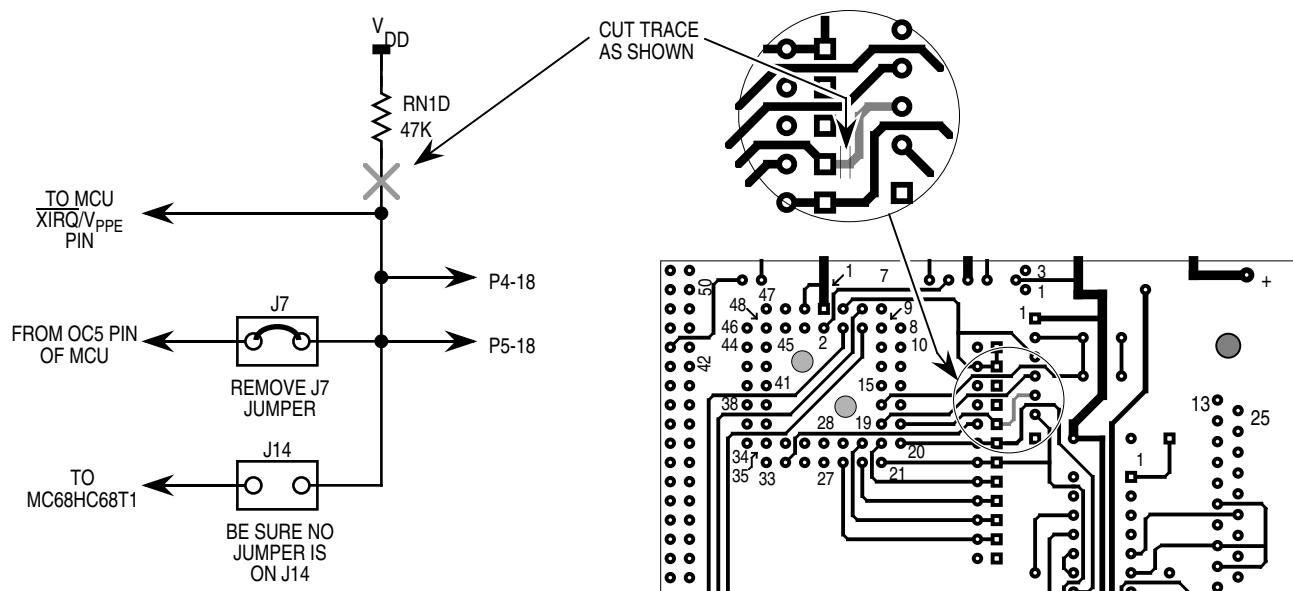 V
DD
RN1D
47K
CUT TRACE
AS SHOWN
TO MCU
XIRQ/VPPE
PIN
P4-18
J7
FROM OC5 PIN
OF MCU
P5-18
REMOVE J7
JUMPER
J14
TO
MC68HC68T1
BE SURE NO
JUMPER IS
ON J14
50
47
1
7
3
1
+
48
9
1
46
45
2
8
44
10
42
41
15
38
13
25
28
19
34
20
1
35
33
27
21